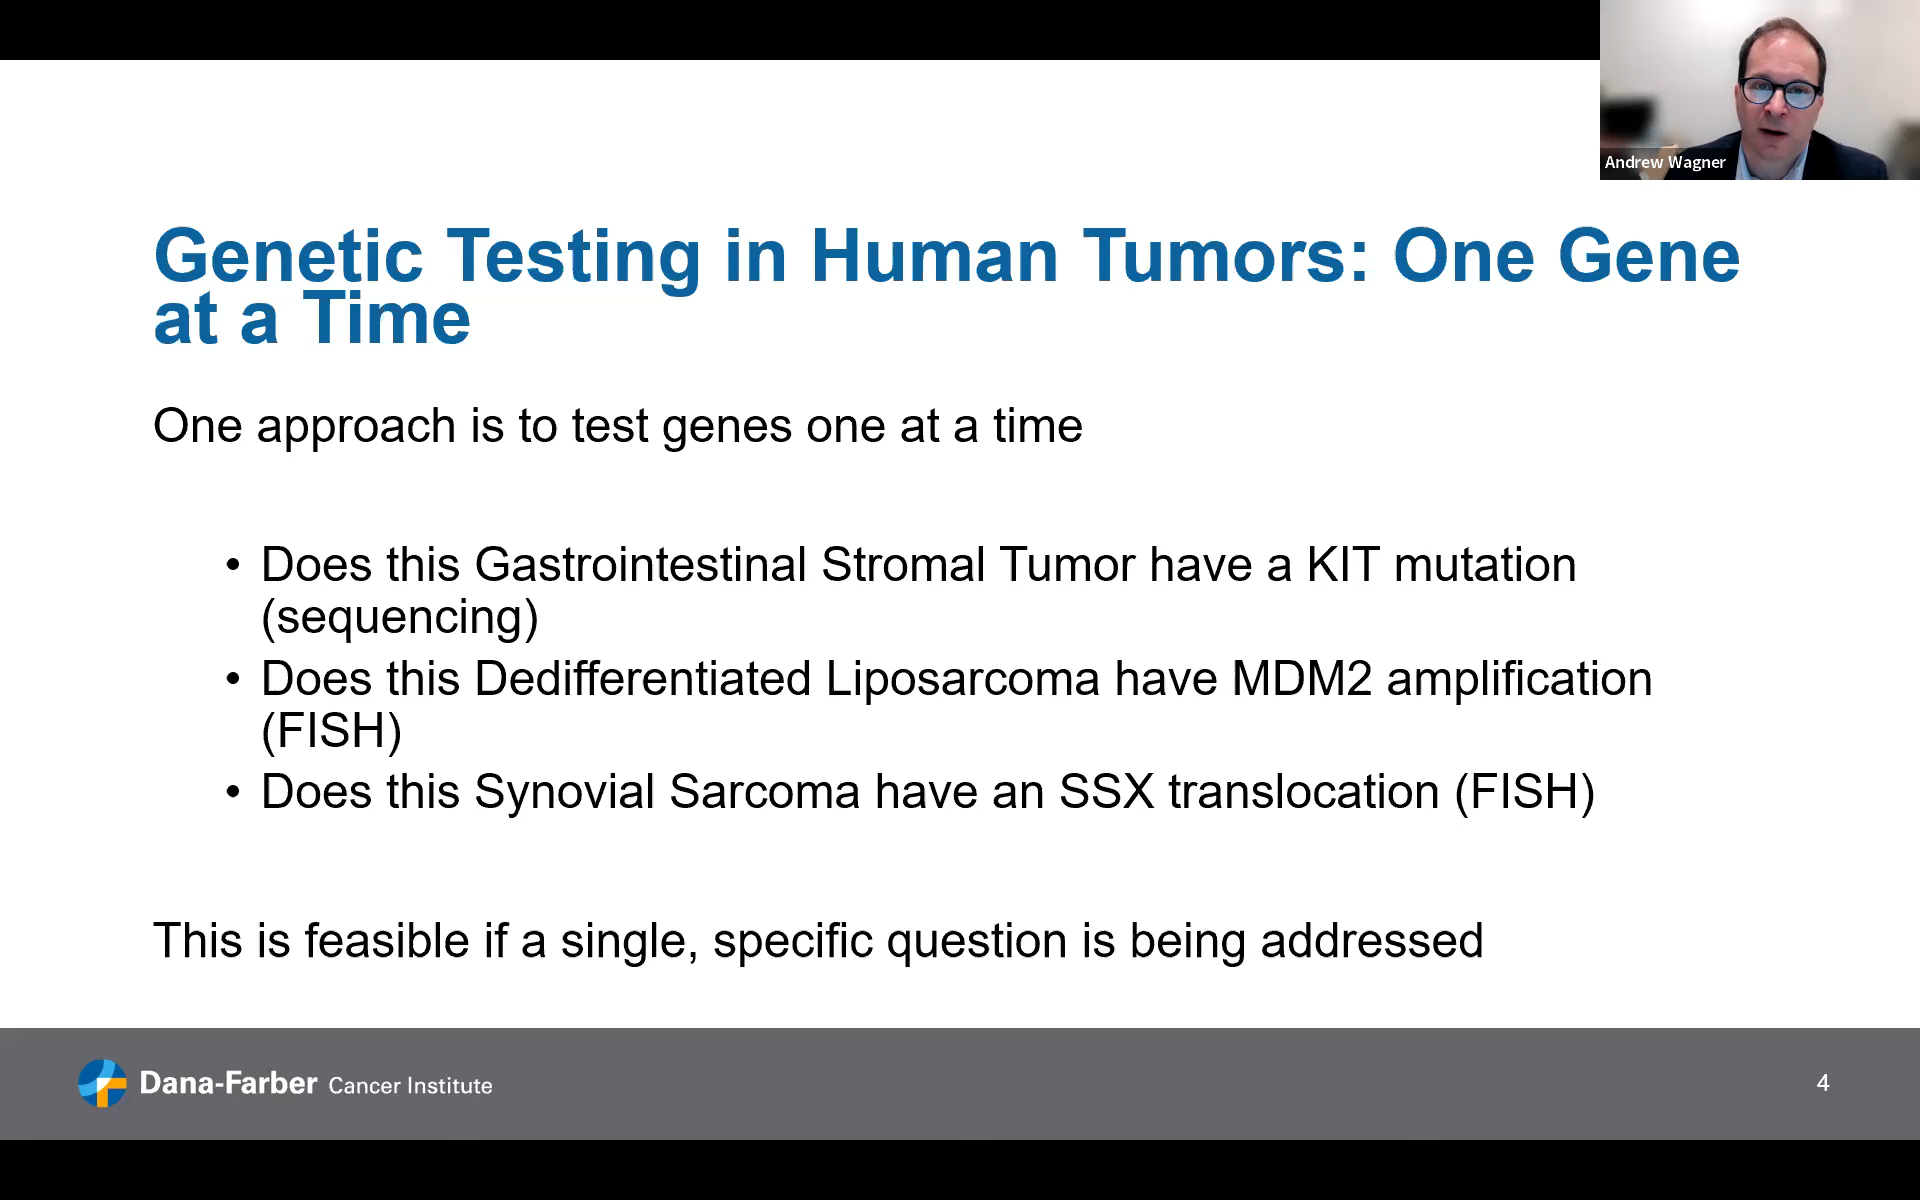 Andrew Wagner
Genetic Testing in Human Tumors: One Gene
at a Time
One approach is to test genes one at a time
• Does this Gastrointestinal Stromal Tumor have a KIT mutation
(sequencing)
• Does this Dedifferentiated Liposarcoma have MDM2 amplification
(FISH)
• Does this Synovial Sarcoma have an SSX translocation (FISH)
This is feasible if a single, specific question is being addressed
Dana-Farber Cancer Institute
4